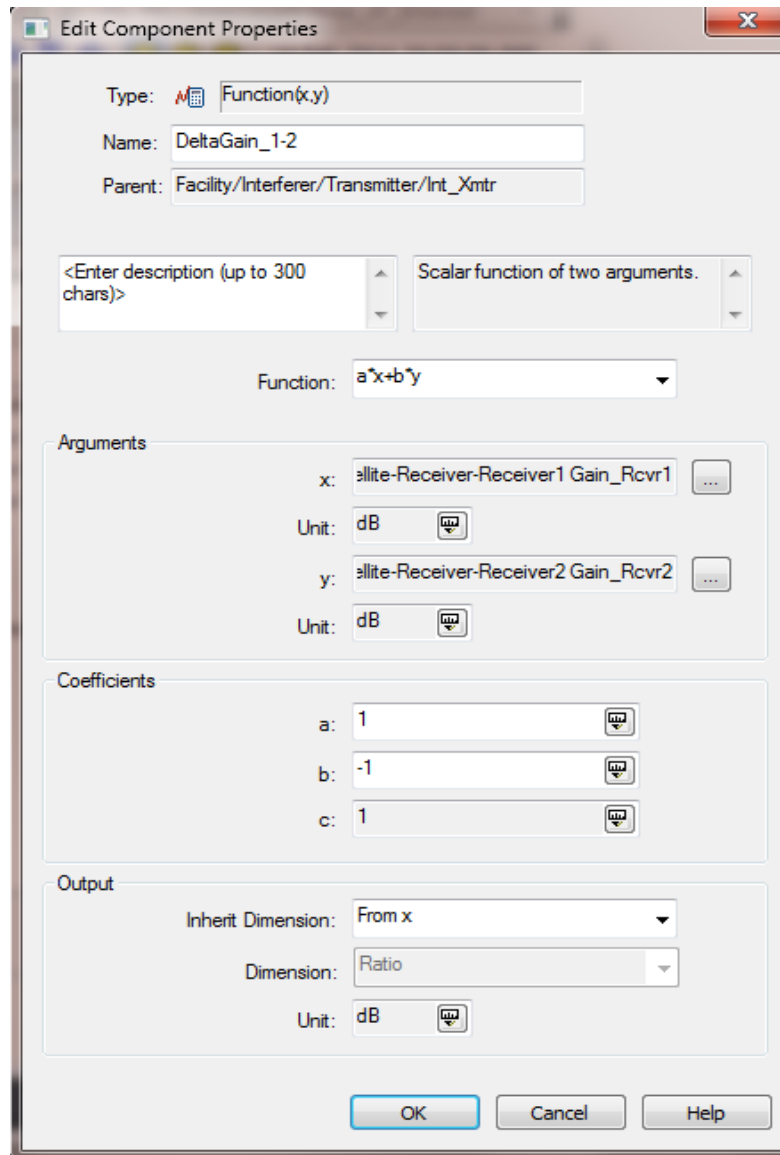 Edit Component Properties
Type: Function(x,y)
Name: DeltaGain_1-2
Parent: Facility/Interferer/Transmitter/Int_Xmtr
<Enter description (up to 300 chars)>
Scalar function of two arguments.
Function: a*x+b*y
Arguments
x: ellite-Receiver-Receiver1 Gain_Rcvr1 ...
Unit: dB
y: ellite-Receiver-Receiver2 Gain_Rcvr2 ...
Unit: dB
Coefficients
a: 1
b: -1
c: 1
Output
Inherit Dimension: From x
Dimension: Ratio
Unit: dB
OK Cancel Help